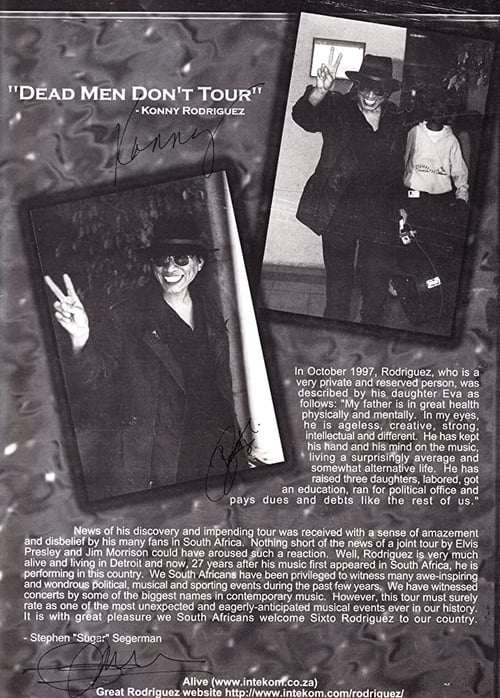 "DEAD MEN DON'T TOUR"
- KONNY RODRIGUEZ
Konny
In October 1997, Rodriguez, who is a
very private and reserved person, was
described by his daughter Eva as
follows: "My father is in great health
physically and mentally. In my eyes,
he is ageless, creative, strong,
intellectual and different. He has kept
his hand and his mind on the music,
living a surprisingly average and
somewhat alternative life. He has
raised three daughters, labored, got
an education, ran for political office and
pays dues and debts like the rest of us."
News of his discovery and impending tour was received with a sense of amazement
and disbelief by his many fans in South Africa. Nothing short of the news of a joint tour by Elvis
Presley and Jim Morrison could have aroused such a reaction. Well, Rodriguez is very much
alive and living in Detroit and now, 27 years after his music first appeared in South Africa, he is
performing in this country. We South Africans have been privileged to witness many awe-inspiring
and wondrous political, musical and sporting events during the past few years. We have witnessed
concerts by some of the biggest names in contemporary music. However, his tour must surely
rate as one of the most unexpected and eagerly-anticipated musical events ever in our history.
It is with great pleasure we South Africans welcome Sixto Rodriguez to our country.
- Stephen "Sugar" Segerman
Alive (www.intekom.co.za)
Great Rodriguez website http://www.intekom.com/rodriguez/